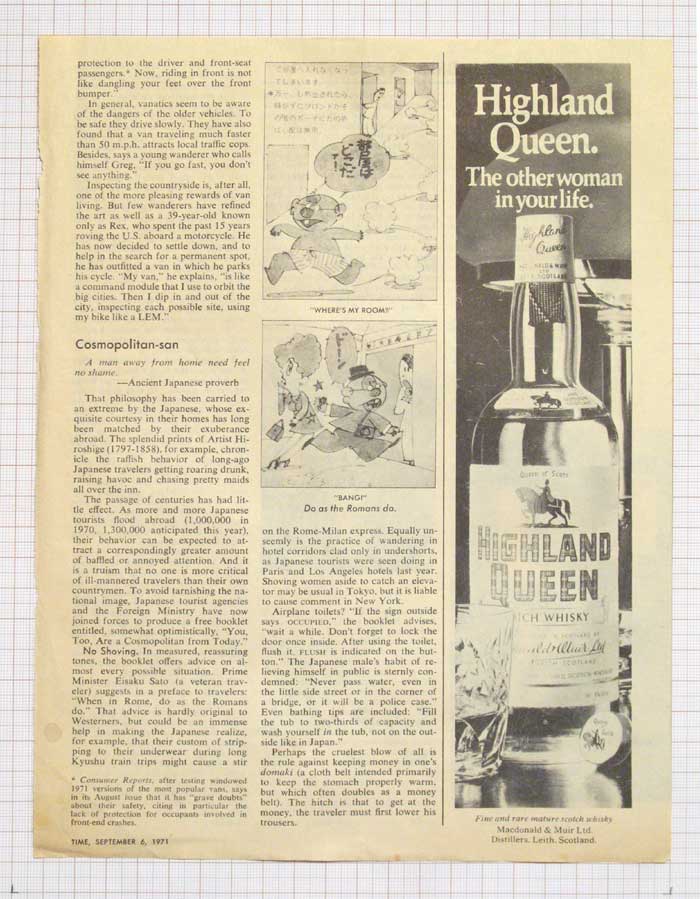 protection to the driver and front-seat
passengers.* Now, riding in front is not
like dangling your feet over the front
bumper."
In general, vanatics seem to be aware
of the dangers of the older vehicles. To
be safe they drive slowly. They have also
found that a van traveling much faster
than 50 m.p.h. attracts local traffic cops.
Besides, says a young wanderer who calls
himself Greg, "If you go fast, you don't
see anything."
Inspecting the countryside is, after all,
one of the more pleasing rewards of van
living. But few wanderers have refined
the art as well as a 39-year-old known
only as Rex, who spent the past 15 years
roving the U.S. aboard a motorcycle. He
has now decided to settle down, and to
help in the search for a permanent spot,
he has outfitted a van in which he parks
his cycle. "My van," he explains, "is like
a command module that I use to orbit the
big cities. Then I dip in and out of the
city, inspecting each possible site, using
my bike like a LEM."
Cosmopolitan-san
A man away from home need feel
no shame.
—Ancient Japanese proverb
That philosophy has been carried to
an extreme by the Japanese, whose ex-
quisite courtesy in their homes has long
been matched by their exuberance
abroad. The splendid prints of Artist Hi-
roshige (1797-1858), for example, chron-
icle the raffish behavior of long-ago
Japanese travelers getting roaring drunk,
raising havoc and chasing pretty maids
all over the inn.
The passage of centuries has had lit-
tle effect. As more and more Japanese
tourists flood abroad (1,000,000 in
1970, 1,300,000 anticipated this year),
their behavior can be expected to at-
tract a correspondingly greater amount
of baffled or annoyed attention. And it
is a truism that no one is more critical
of ill-mannered travelers than their own
countrymen. To avoid tarnishing the na-
tional image, Japanese tourist agencies
and the Foreign Ministry have now
joined forces to produce a free booklet
entitled, somewhat optimistically, "You,
Too, Are a Cosmopolitan from Today."
No Shoving. In measured, reassuring
tones, the booklet offers advice on al-
most every possible situation. Prime
Minister Eisaku Sato (a veteran trav-
eler) suggests in a preface to travelers:
"When in Rome, do as the Romans
do." That advice is hardly original to
Westerners, but could be an immense
help in making the Japanese realize,
for example, that their custom of strip-
ping to their underwear during long
Kyushu train trips might cause a stir
* Consumer Reports, after testing windowed
1971 versions of the most popular vans, says
in its August issue that it has "grave doubts"
about their safety, citing in particular the
lack of protection for occupants involved in
front-end crashes.
TIME, SEPTEMBER 6, 1971
てしまいます
部屋は
どこだ
アー!
"WHERE'S MY ROOM?"
ドーン!
"BANG!"
Do as the Romans do.
on the Rome-Milan express. Equally un-
seemly is the practice of wandering in
hotel corridors clad only in undershorts,
as Japanese tourists were seen doing in
Paris and Los Angeles hotels last year.
Shoving women aside to catch an eleva-
tor may be usual in Tokyo, but it is liable
to cause comment in New York.
Airplane toilets? "If the sign outside
says OCCUPIED," the booklet advises,
"wait a while. Don't forget to lock the
door once inside. After using the toilet,
flush it. FLUSH is indicated on the but-
ton." The Japanese male's habit of re-
lieving himself in public is sternly con-
demned: "Never pass water, even in
the little side street or in the corner of
a bridge, or it will be a police case."
Even bathing tips are included: "Fill
the tub to two-thirds of capacity and
wash yourself in the tub, not on the out-
side like in Japan."
Perhaps the cruelest blow of all is
the rule against keeping money in one's
domaki (a cloth belt intended primarily
to keep the stomach properly warm,
but which often doubles as a money
belt). The hitch is that to get at the
money, the traveler must first lower his
trousers.
Highland
Queen.
The other woman
in your life.
Highland
Queen
SCOTLAND
Queen of Scots
HIGHLAND
QUEEN
CH WHISKY
Fine and rare mature scotch whisky
Macdonald & Muir Ltd.
Distillers, Leith, Scotland.